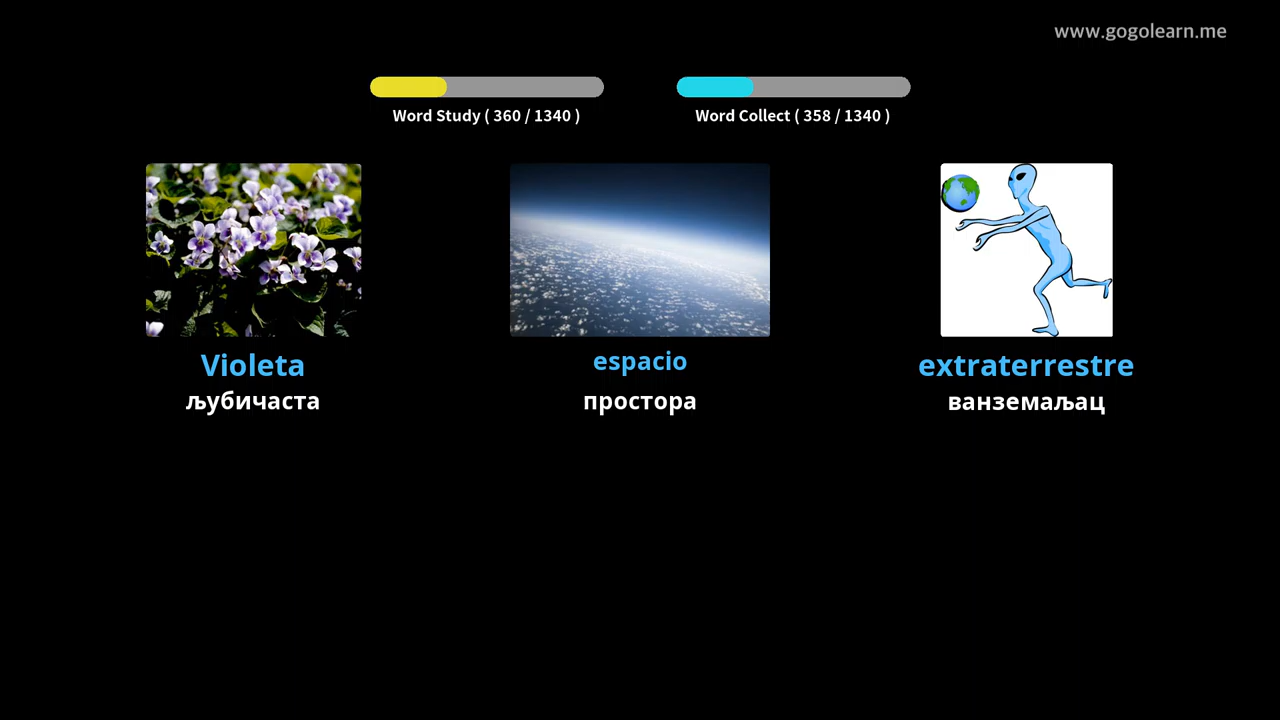 www.gogolearn.me
Word Study ( 360 / 1340 )
Word Collect ( 358 / 1340 )
Violeta
љубичаста
espacio
простора
extraterrestre
ванземаљац